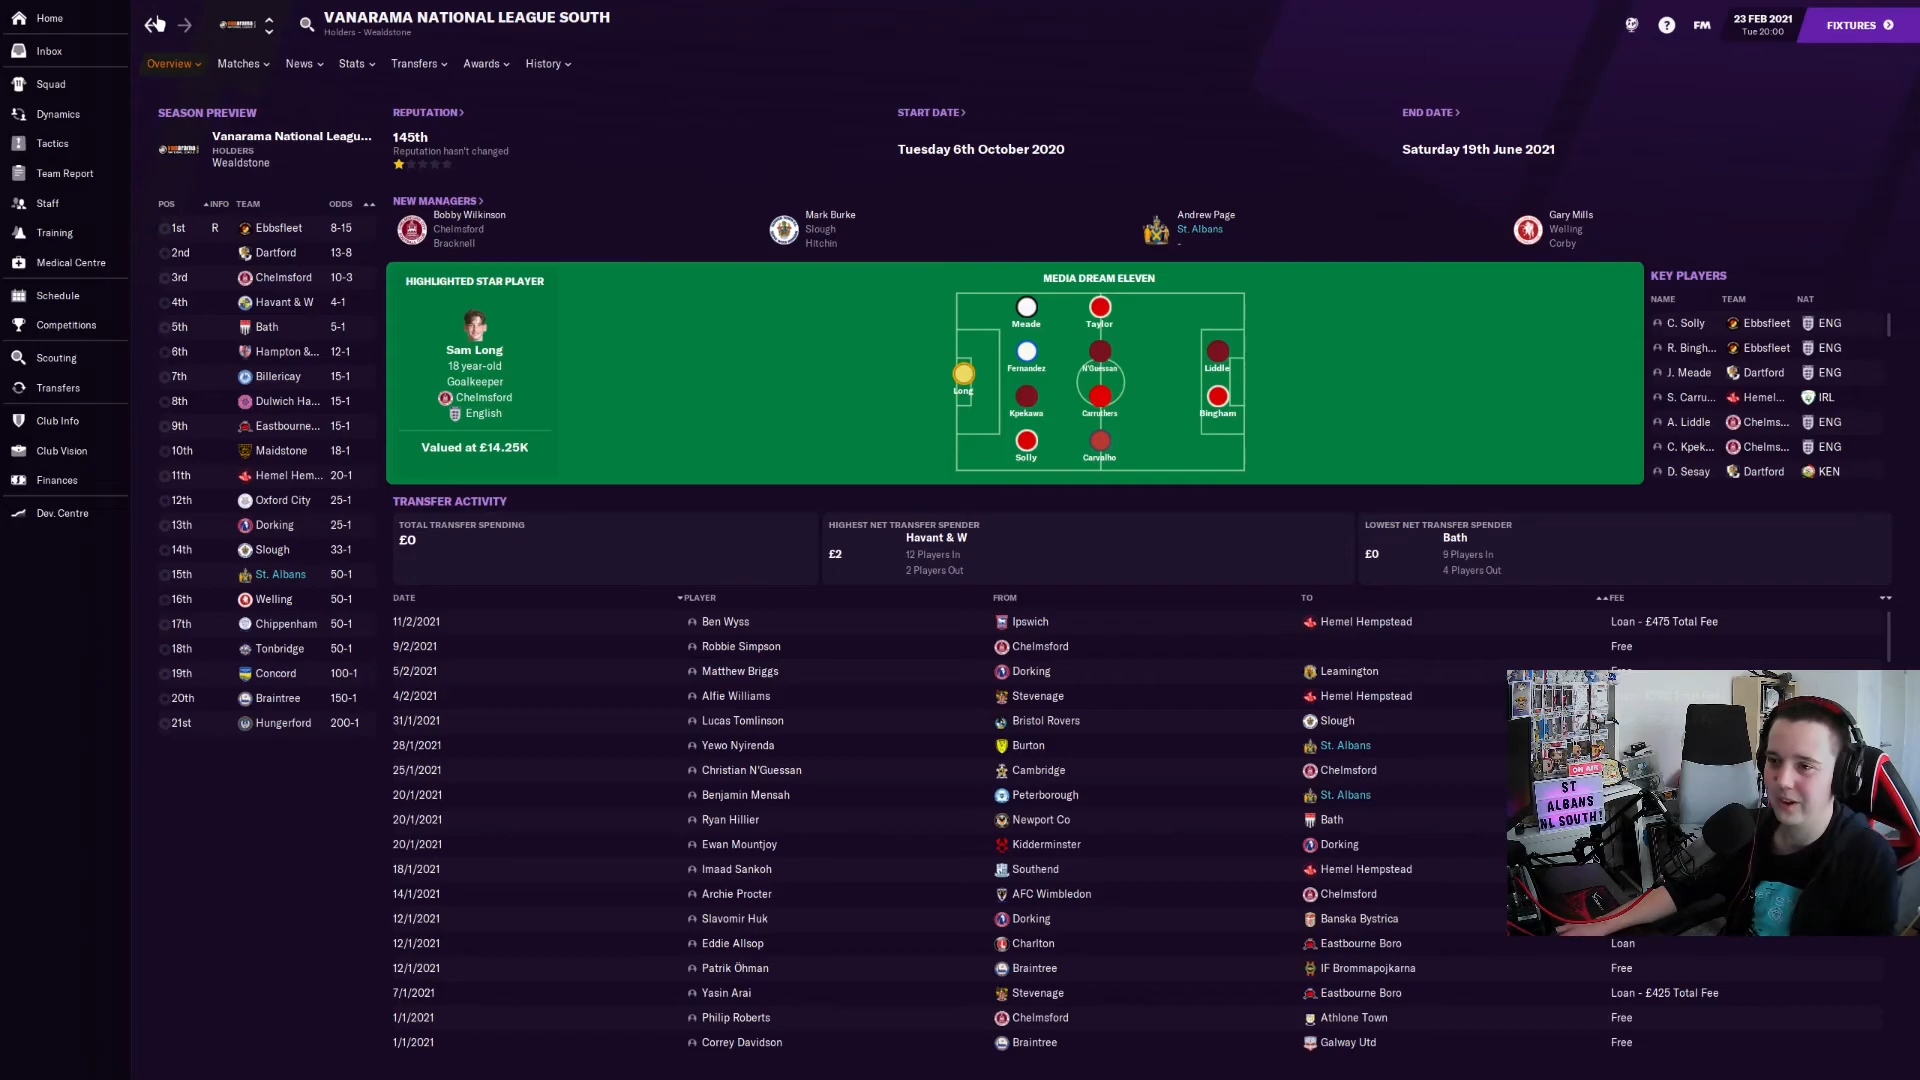 Home
Inbox
Squad
Dynamics
Tactics
Team Report
Staff
Training
Medical Centre
Schedule
Competitions
Scouting
Transfers
Club Info
Club Vision
Finances
Dev. Centre
VANARAMA NATIONAL LEAGUE SOUTH
Holders - Wealdstone
FM
23 FEB 2021
Tue 20:00
FIXTURES
Overview
Matches
News
Stats
Transfers
Awards
History
SEASON PREVIEW
Vanarama National Leagu...
HOLDERS
Wealdstone
REPUTATION
145th
Reputation hasn't changed
START DATE
Tuesday 6th October 2020
END DATE
Saturday 19th June 2021
POS INFO TEAM ODDS
1st R Ebbsfleet 8-15
2nd Dartford 13-8
3rd Chelmsford 10-3
4th Havant & W 4-1
5th Bath 5-1
6th Hampton &... 12-1
7th Billericay 15-1
8th Dulwich Ha... 15-1
9th Eastbourne... 15-1
10th Maidstone 18-1
11th Hemel Hem... 20-1
12th Oxford City 25-1
13th Dorking 25-1
14th Slough 33-1
15th St. Albans 50-1
16th Welling 50-1
17th Chippenham 50-1
18th Tonbridge 50-1
19th Concord 100-1
20th Braintree 150-1
21st Hungerford 200-1
NEW MANAGERS
Bobby Wilkinson
Chelmsford
Bracknell
Mark Burke
Slough
Hitchin
Andrew Page
St. Albans
-
Gary Mills
Welling
Corby
HIGHLIGHTED STAR PLAYER
Sam Long
18 year-old
Goalkeeper
Chelmsford
English
Valued at £14.25K
MEDIA DREAM ELEVEN
Meade
Taylor
Fernandez
N'Guessan
Liddle
Long
Kpekawa
Carruthers
Bingham
Solly
Carvalho
KEY PLAYERS
NAME TEAM NAT
C. Solly Ebbsfleet ENG
R. Bingh... Ebbsfleet ENG
J. Meade Dartford ENG
S. Carru... Hemel... IRL
A. Liddle Chelms... ENG
C. Kpek... Chelms... ENG
D. Sesay Dartford KEN
TRANSFER ACTIVITY
TOTAL TRANSFER SPENDING
£0
HIGHEST NET TRANSFER SPENDER
Havant & W
£2
12 Players In
2 Players Out
LOWEST NET TRANSFER SPENDER
Bath
£0
9 Players In
4 Players Out
DATE PLAYER FROM TO FEE
11/2/2021 Ben Wyss Ipswich Hemel Hempstead Loan - £475 Total Fee
9/2/2021 Robbie Simpson Chelmsford Free
5/2/2021 Matthew Briggs Dorking Leamington
4/2/2021 Alfie Williams Stevenage Hemel Hempstead
31/1/2021 Lucas Tomlinson Bristol Rovers Slough
28/1/2021 Yewo Nyirenda Burton St. Albans
25/1/2021 Christian N'Guessan Cambridge Chelmsford
20/1/2021 Benjamin Mensah Peterborough St. Albans
20/1/2021 Ryan Hillier Newport Co Bath
20/1/2021 Ewan Mountjoy Kidderminster Dorking
18/1/2021 Imaad Sankoh Southend Hemel Hempstead
14/1/2021 Archie Procter AFC Wimbledon Chelmsford
12/1/2021 Slavomir Huk Dorking Banska Bystrica
12/1/2021 Eddie Allsop Charlton Eastbourne Boro Loan
12/1/2021 Patrik Öhman Braintree IF Brommapojkarna Free
7/1/2021 Yasin Arai Stevenage Eastbourne Boro Loan - £425 Total Fee
1/1/2021 Philip Roberts Chelmsford Athlone Town Free
1/1/2021 Correy Davidson Braintree Galway Utd Free
ON AIR
ST
ALBANS
NL SOUTH!